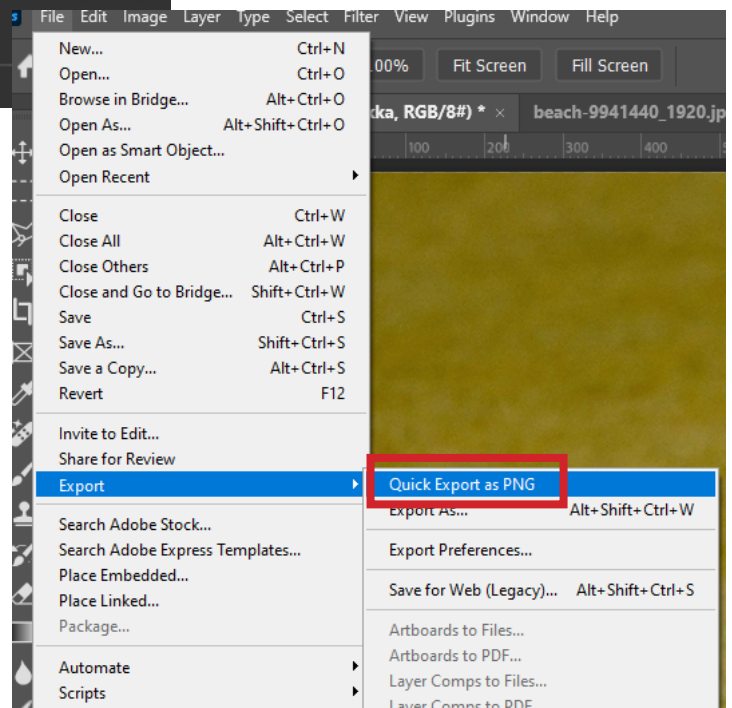 File Edit Image Layer Type Select Filter View Plugins Window Help
New... Ctrl+N
Open... Ctrl+O
Browse in Bridge... Alt+Ctrl+O
Open As... Alt+Shift+Ctrl+O
Open as Smart Object...
Open Recent
Close Ctrl+W
Close All Alt+Ctrl+W
Close Others Alt+Ctrl+P
Close and Go to Bridge... Shift+Ctrl+W
Save Ctrl+S
Save As... Shift+Ctrl+S
Save a Copy... Alt+Ctrl+S
Revert F12
Invite to Edit...
Share for Review
Export
Search Adobe Stock...
Search Adobe Express Templates...
Place Embedded...
Place Linked...
Package...
Automate
Scripts
.00% Fit Screen Fill Screen
kka, RGB/8#) * × beach-9941440_1920.jp
100 200 300 400
Quick Export as PNG
Export As... Alt+Shift+Ctrl+W
Export Preferences...
Save for Web (Legacy)... Alt+Shift+Ctrl+S
Artboards to Files...
Artboards to PDF...
Layer Comps to Files...
Layer Comps to PDF